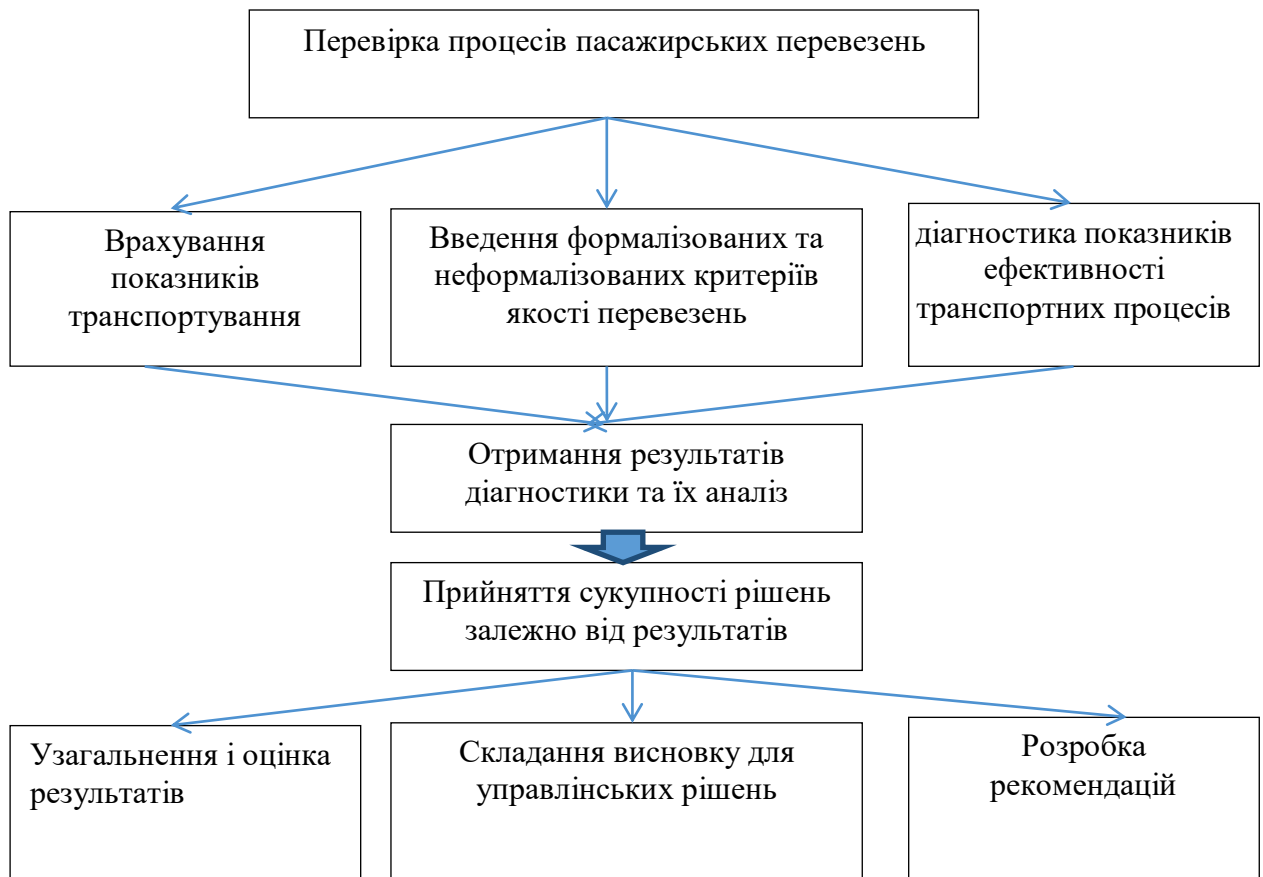 Перевірка процесів пасажирських перевезень
Врахування
показників
транспортування
Введення формалізованих та
неформалізованих критеріїв
якості перевезень
діагностика показників
ефективності
транспортних процесів
Отримання результатів
діагностики та їх аналіз
Прийняття сукупності рішень
залежно від результатів
Узагальнення і оцінка
результатів
Складання висновку для
управлінських рішень
Розробка
рекомендацій